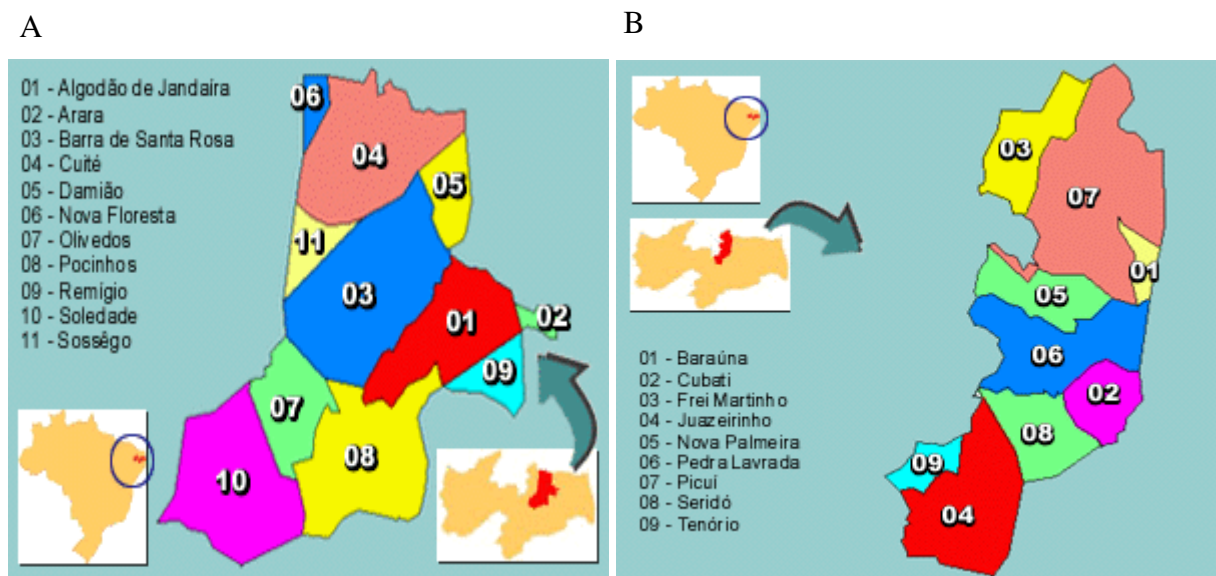 A
B
01 - Algodão de Jandaíra
02 - Arara
03 - Barra de Santa Rosa
04 - Cuité
05 - Damião
06 - Nova Floresta
07 - Olivedos
08 - Pocinhos
09 - Remígio
10 - Soledade
11 - Sossêgo
06
04
05
11
03
01
02
09
07
08
10
03
07
01
05
06
02
08
09
04
01 - Baraúna
02 - Cubati
03 - Frei Martinho
04 - Juazeirinho
05 - Nova Palmeira
06 - Pedra Lavrada
07 - Picuí
08 - Seridó
09 - Tenório